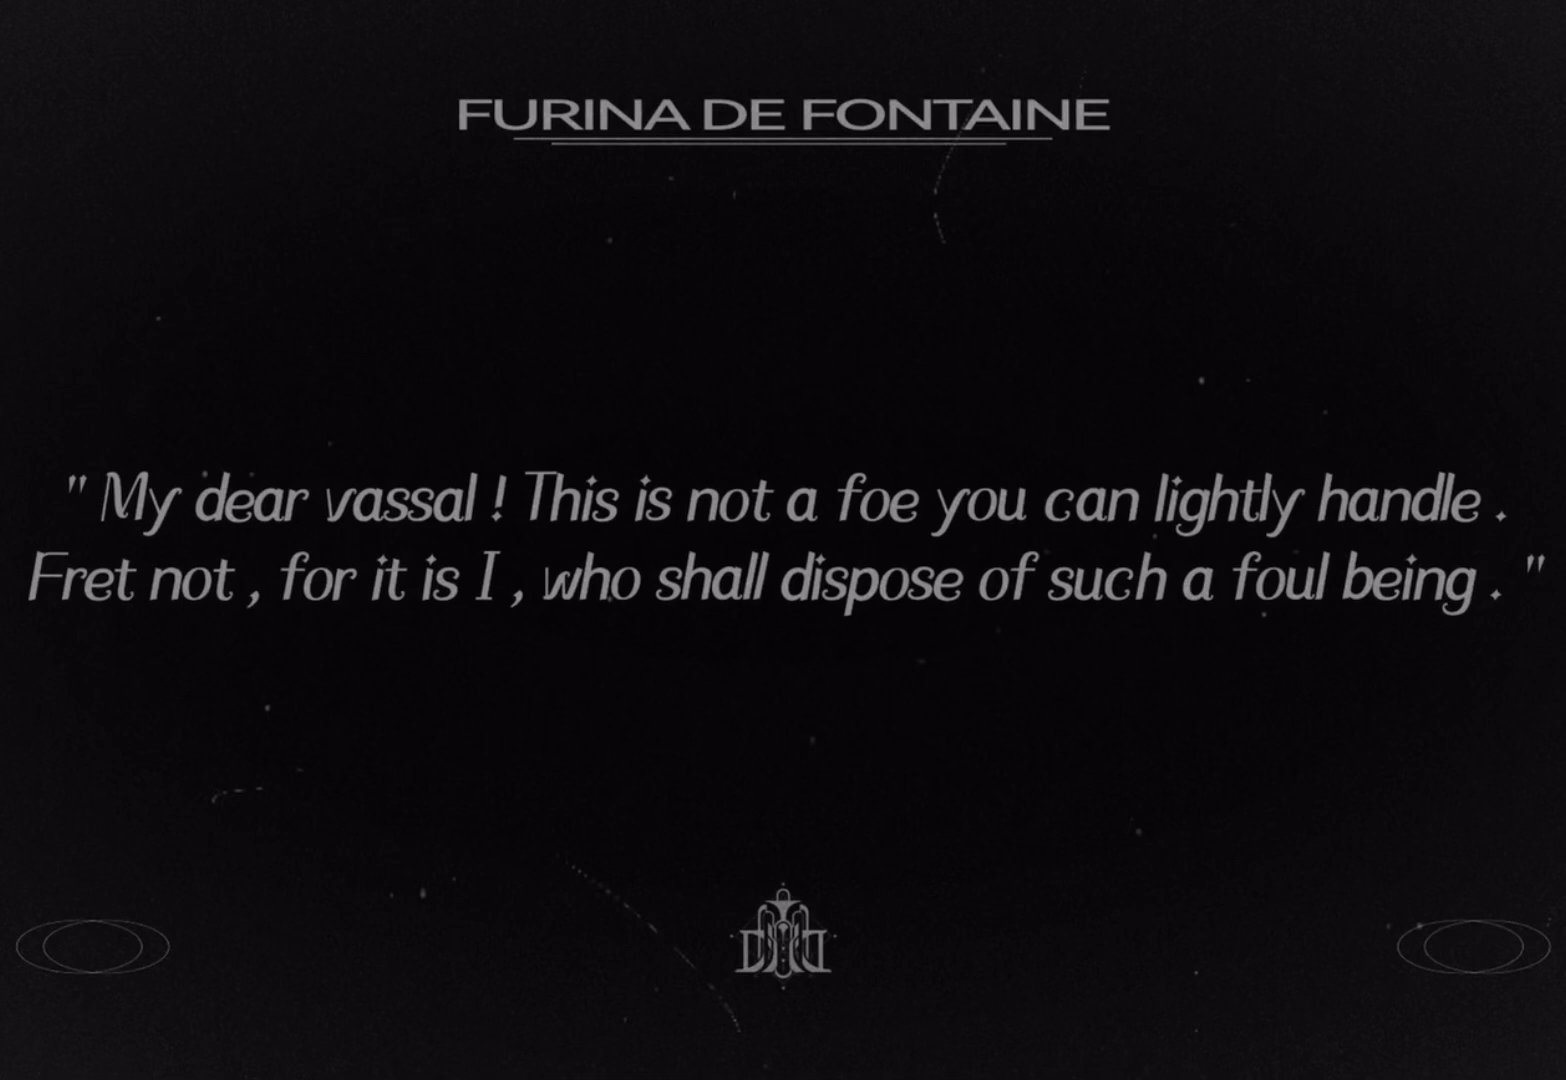 FURINA DE FONTAINE
" My dear vassal ! This is not a foe you can lightly handle .
Fret not , for it is I , who shall dispose of such a foul being . "